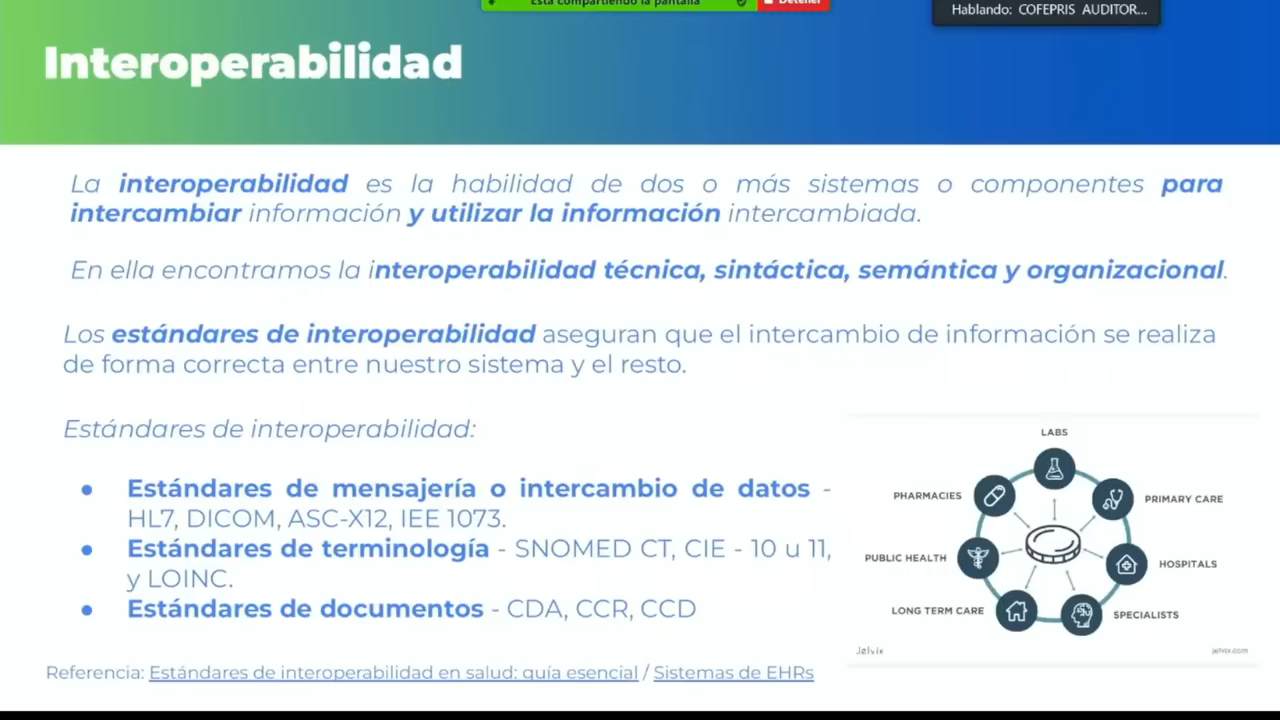 Está compartiendo la pantalla
Detener
Hablando: COFEPRIS AUDITOR...
Interoperabilidad
La interoperabilidad es la habilidad de dos o más sistemas o componentes para
intercambiar información y utilizar la información intercambiada.
En ella encontramos la interoperabilidad técnica, sintáctica, semántica y organizacional.
Los estándares de interoperabilidad aseguran que el intercambio de información se realiza
de forma correcta entre nuestro sistema y el resto.
Estándares de interoperabilidad:
● Estándares de mensajería o intercambio de datos -
HL7, DICOM, ASC-X12, IEE 1073.
● Estándares de terminología - SNOMED CT, CIE - 10 u 11,
y LOINC.
● Estándares de documentos - CDA, CCR, CCD
LABS
PHARMACIES
PRIMARY CARE
PUBLIC HEALTH
HOSPITALS
LONG TERM CARE
SPECIALISTS
Jelvix
jelvix.com
Referencia: Estándares de interoperabilidad en salud: guía esencial / Sistemas de EHRs